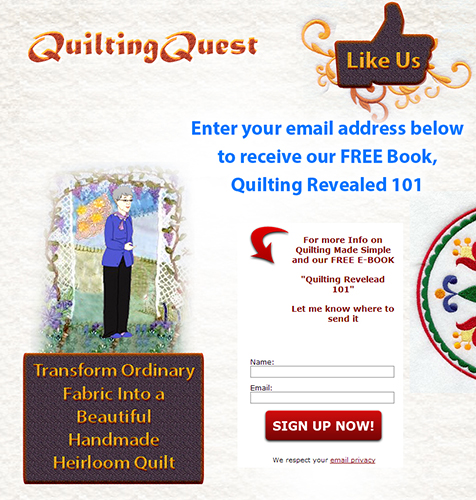 QuiltingQuest
Like Us
Enter your email address below
to receive our FREE Book,
Quilting Revealed 101
For more Info on
Quilting Made Simple
and our FREE E-BOOK
"Quilting Revelead
101"
Let me know where to
send it
Name:
Email:
SIGN UP NOW!
We respect your email privacy
Transform Ordinary
Fabric Into a
Beautiful
Handmade
Heirloom Quilt